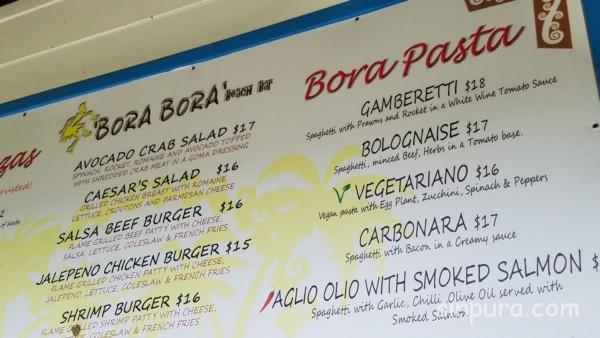 zas
'BORA BORA' Beach Bar
AVOCADO CRAB SALAD $17
SPINACH, ROCKET, ROMAINE AND AVOCADO TOPPED
WITH SHREDDED CRAB MEAT IN A GOMA DRESSING
CAESAR'S SALAD $16
GRILLED CHICKEN BREAST WITH ROMAINE
LETTUCE, CROUTONS AND PARMESAN CHEESE
SALSA BEEF BURGER $16
FLAME GRILLED BEEF PATTY WITH CHEESE,
SALSA, LETTUCE, COLESLAW & FRENCH FRIES
JALEPENO CHICKEN BURGER $15
FLAME GRILLED CHICKEN PATTY WITH CHEESE,
JALEPENO, LETTUCE, COLESLAW & FRENCH FRIES
SHRIMP BURGER $16
FLAME GRILLED SHRIMP PATTY WITH CHEESE,
COLESLAW & FRENCH FRIES
Bora Pasta
GAMBERETTI $18
Spaghetti with Prawns and Rocket in a White Wine Tomato Sauce
BOLOGNAISE $17
Spaghetti, minced Beef, Herbs in a Tomato base.
VEGETARIANO $16
Vegan pasta with Egg Plant, Zucchini, Spinach & Peppers
CARBONARA $17
Spaghetti with Bacon in a Creamy sauce
AGLIO OLIO WITH SMOKED SALMON $
Spaghetti with Garlic, Chilli, Olive Oil served with
Smoked Salmon